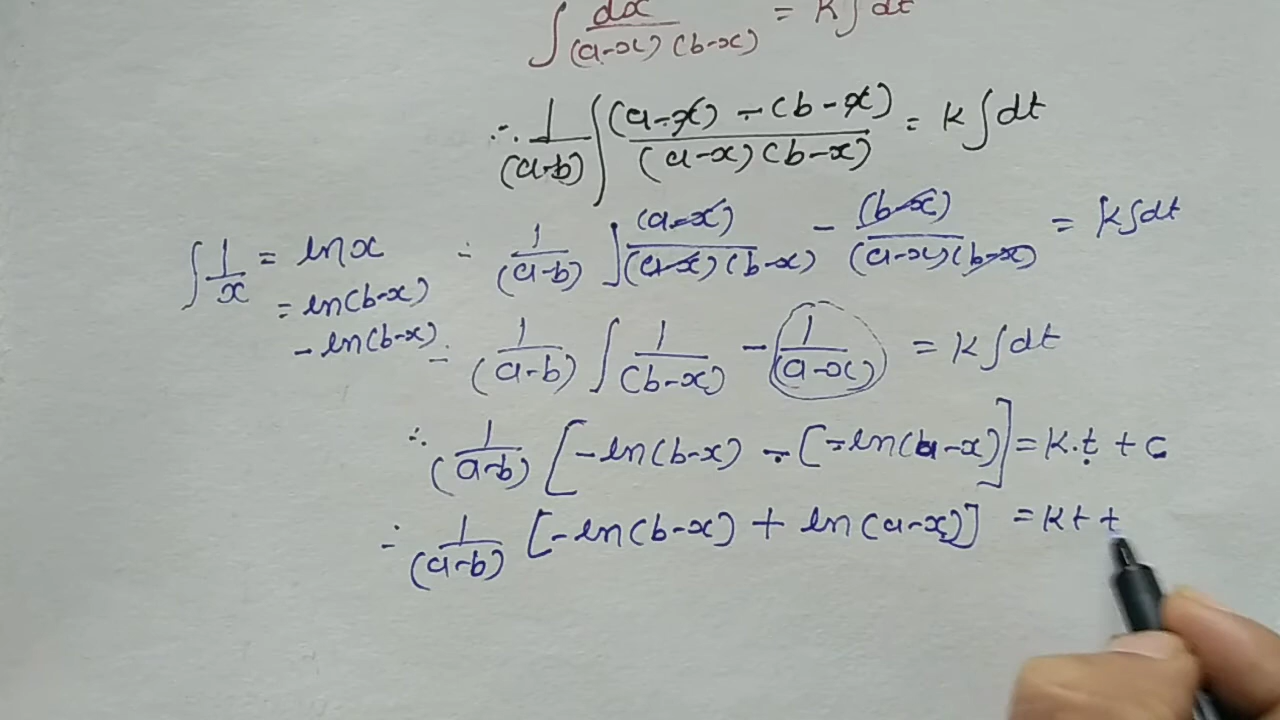 ∫ dx / (a-x) (b-x) = K ∫ dt
∴ 1 / (a-b) ∫ (a-x) - (b-x) / (a-x) (b-x) = K ∫ dt
∫ 1 / x = ln x
= ln(b-x)
- ln(b-x)
∴ 1 / (a-b) ∫ (a-x) / (a-x) (b-x) - (b-x) / (a-x) (b-x) = K ∫ dt
∴ 1 / (a-b) ∫ 1 / (b-x) - 1 / (a-x) = K ∫ dt
∴ 1 / (a-b) [-ln(b-x) - [-ln(a-x)] = K.t + c
∴ 1 / (a-b) [-ln(b-x) + ln(a-x)] = Kt +